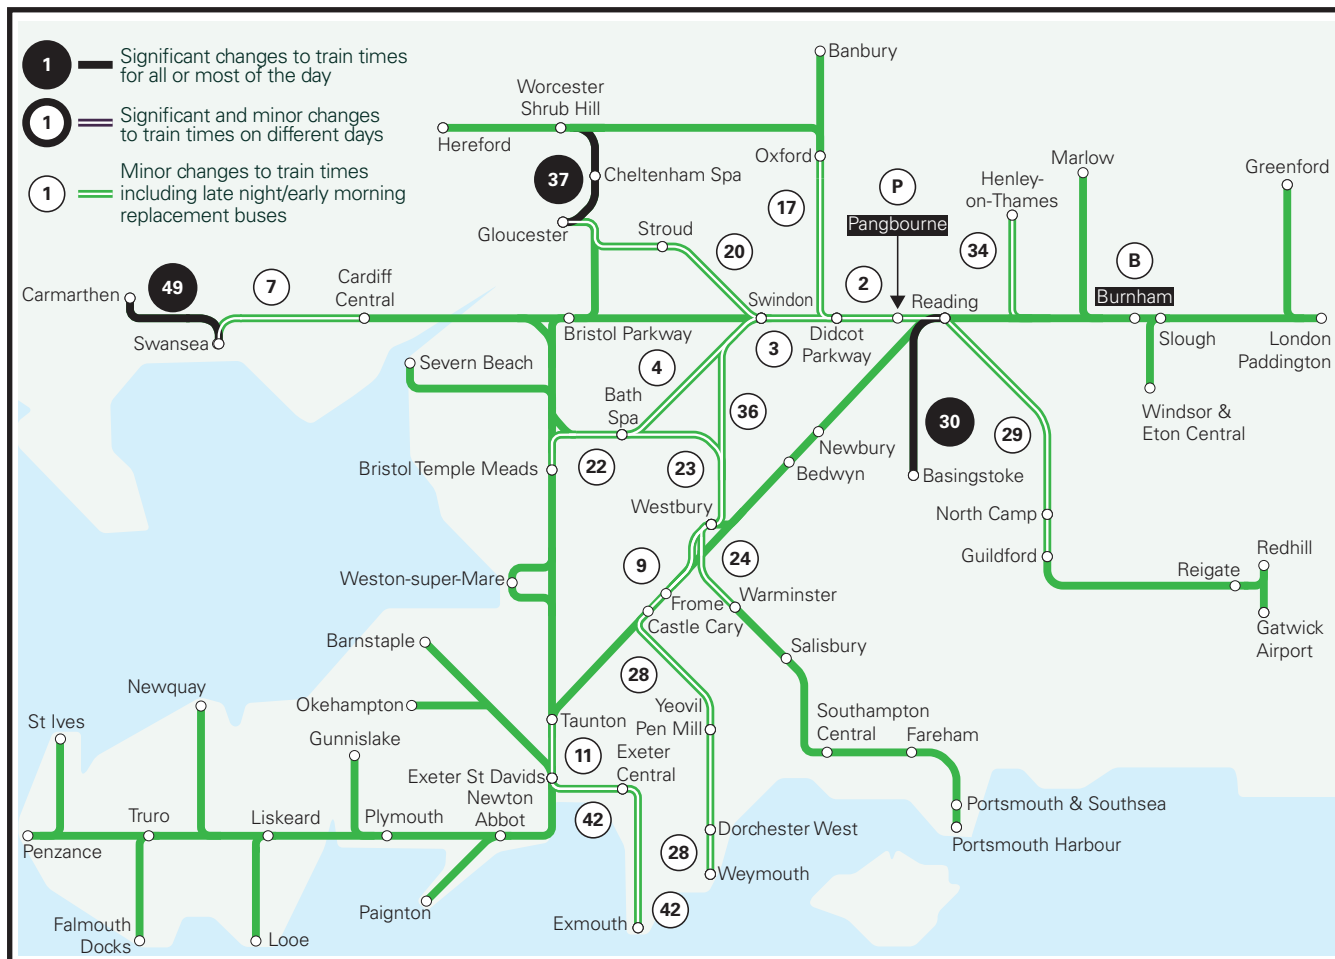 1
Significant changes to train times
for all or most of the day
1
Significant and minor changes
to train times on different days
1
Minor changes to train times
including late night/early morning
replacement buses
Banbury
Worcester
Shrub Hill
Hereford
Oxford
Marlow
Greenford
37
Cheltenham Spa
P
Henley-
on-Thames
17
Gloucester
Stroud
20
Pangbourne
34
B
Carmarthen
49
7
Cardiff
Central
2
Burnham
Swansea
Bristol Parkway
Swindon
Didcot
Parkway
Reading
Slough
London
Paddington
3
Severn Beach
4
Bath
Spa
36
Windsor &
Eton Central
30
29
Newbury
Bristol Temple Meads
22
23
Bedwyn
Basingstoke
Westbury
North Camp
9
24
Guildford
Redhill
Reigate
Weston-super-Mare
Frome
Warminster
Castle Cary
Gatwick
Airport
Barnstaple
Salisbury
28
Newquay
Okehampton
Yeovil
Pen Mill
St Ives
Taunton
Southampton
Central
Fareham
Gunnislake
11
Exeter
Central
Exeter St Davids
Newton
Abbot
Truro
Liskeard
Plymouth
42
Portsmouth & Southsea
Dorchester West
Penzance
Portsmouth Harbour
28
Weymouth
Paignton
42
Falmouth
Docks
Looe
Exmouth